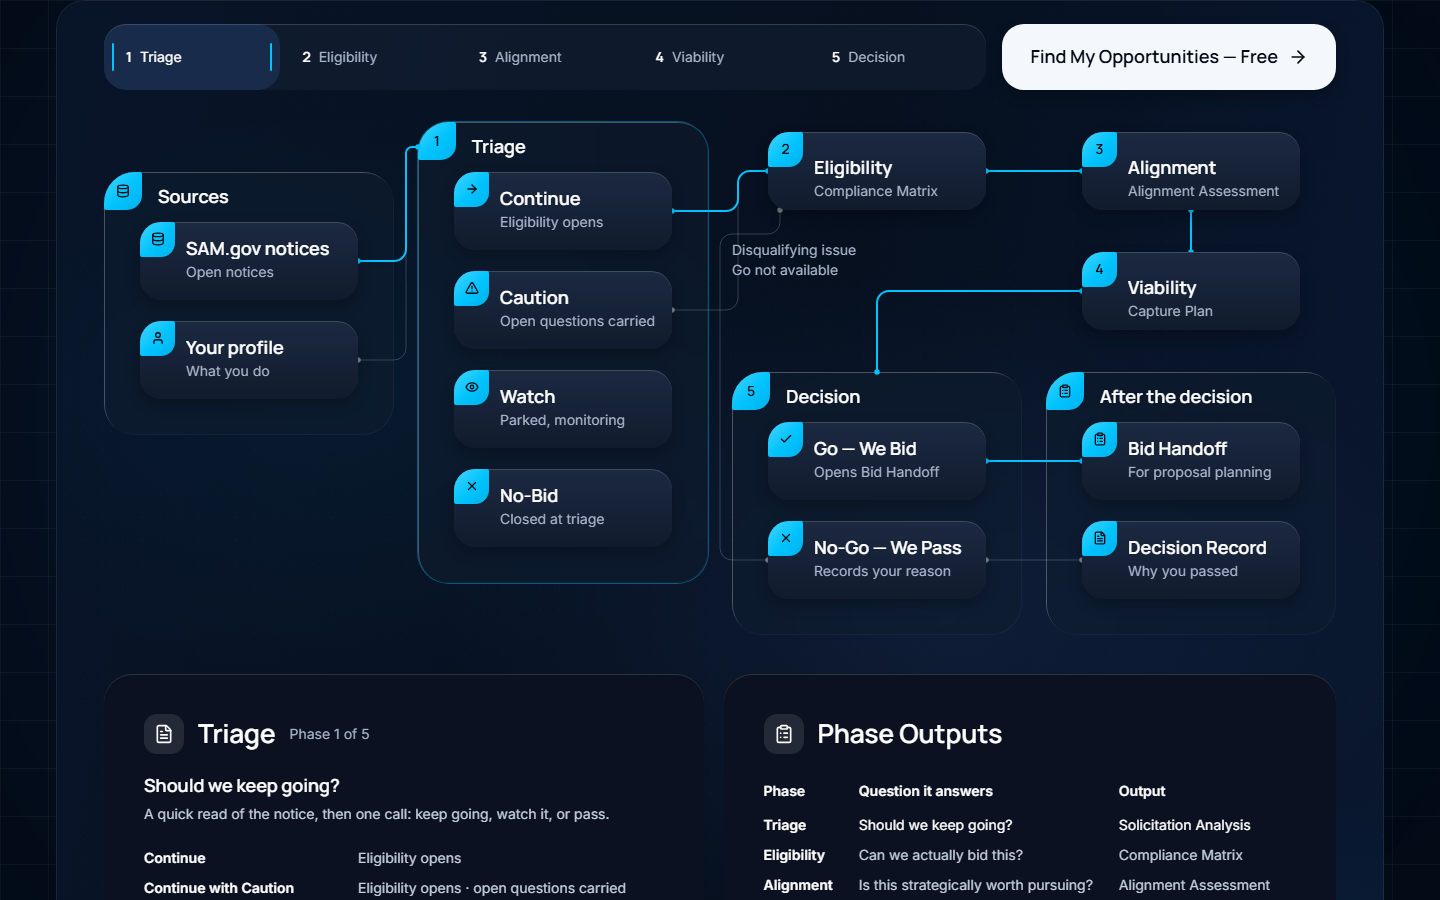 1 Triage
2 Eligibility
3 Alignment
4 Viability
5 Decision
Find My Opportunities — Free
Sources
SAM.gov notices
Open notices
Your profile
What you do
1
Triage
Continue
Eligibility opens
Caution
Open questions carried
Watch
Parked, monitoring
No-Bid
Closed at triage
2
Eligibility
Compliance Matrix
Disqualifying issue
Go not available
3
Alignment
Alignment Assessment
4
Viability
Capture Plan
5
Decision
Go — We Bid
Opens Bid Handoff
No-Go — We Pass
Records your reason
After the decision
Bid Handoff
For proposal planning
Decision Record
Why you passed
Triage Phase 1 of 5
Should we keep going?
A quick read of the notice, then one call: keep going, watch it, or pass.
Continue Eligibility opens
Continue with Caution Eligibility opens · open questions carried
Phase Outputs
Phase Question it answers Output
Triage Should we keep going? Solicitation Analysis
Eligibility Can we actually bid this? Compliance Matrix
Alignment Is this strategically worth pursuing? Alignment Assessment